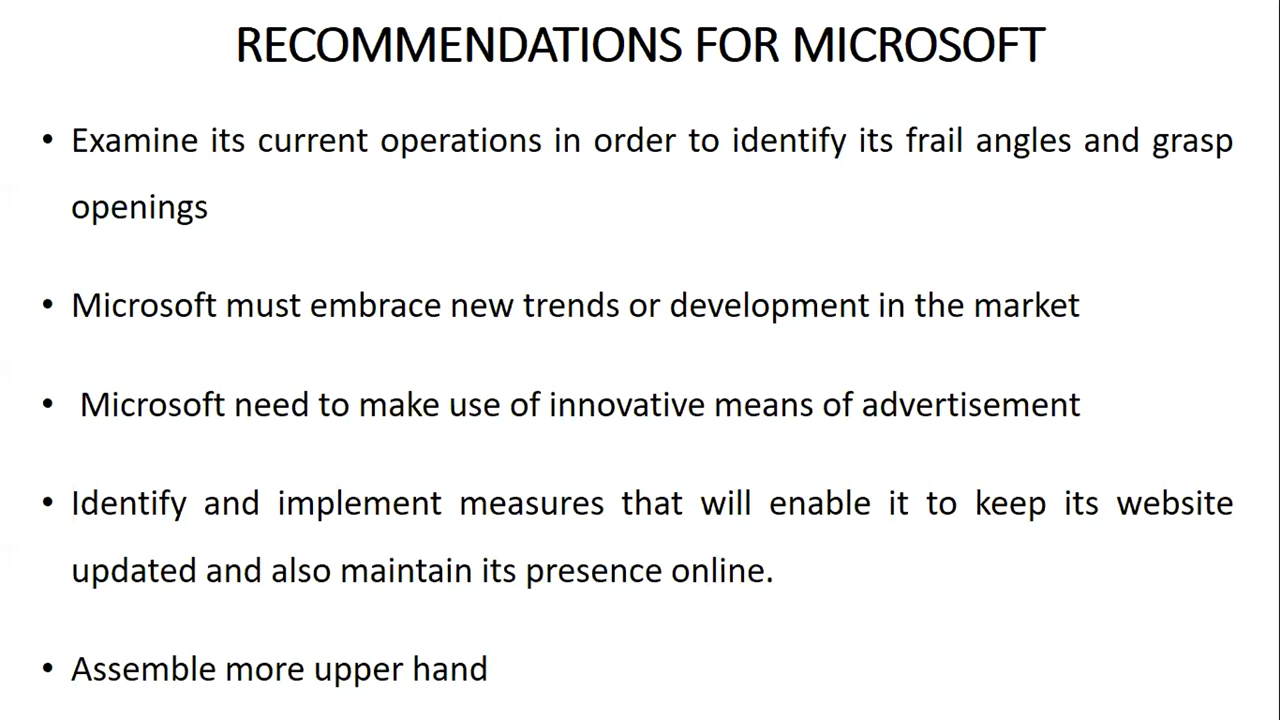 RECOMMENDATIONS FOR MICROSOFT
• Examine its current operations in order to identify its frail angles and grasp
openings
• Microsoft must embrace new trends or development in the market
• Microsoft need to make use of innovative means of advertisement
• Identify and implement measures that will enable it to keep its website
updated and also maintain its presence online.
• Assemble more upper hand